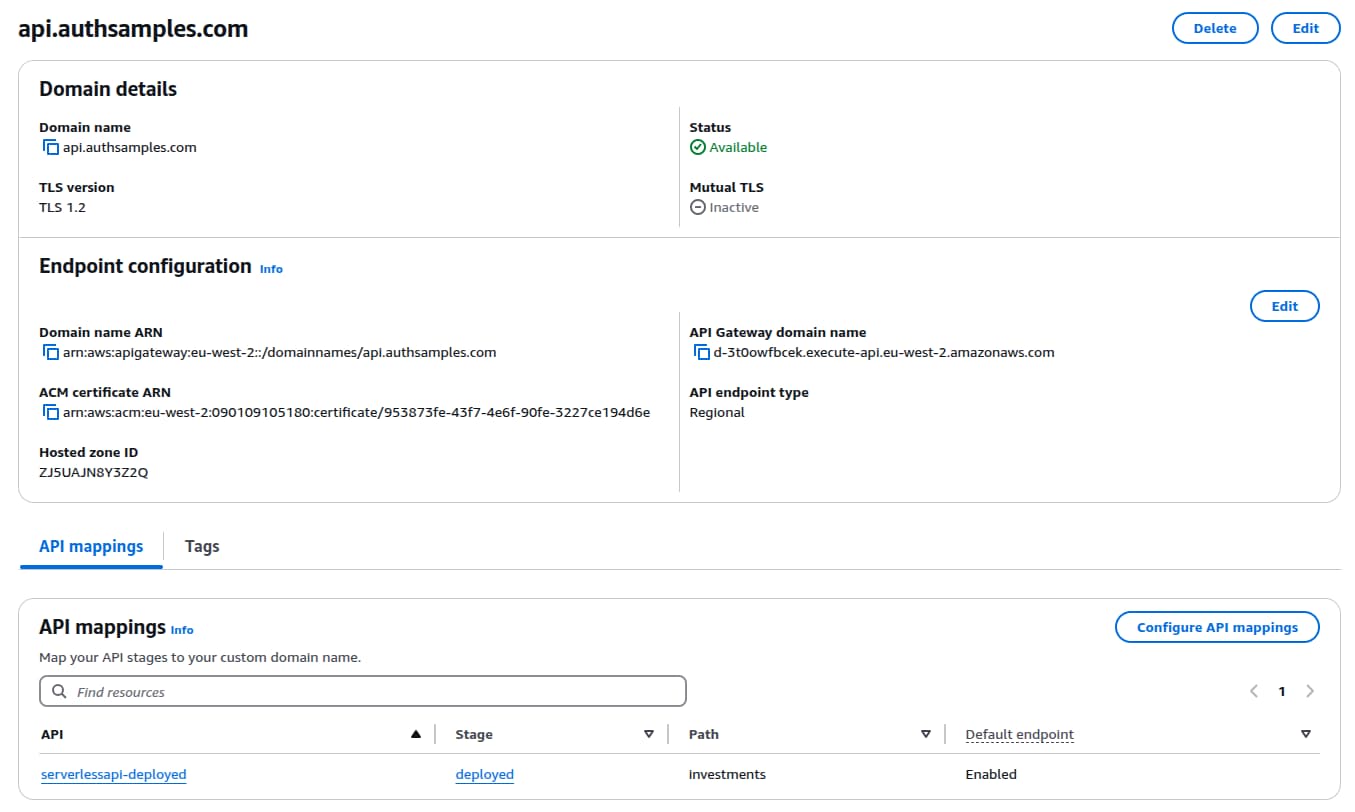 api.authsamples.com
Delete
Edit
Domain details
Domain name
api.authsamples.com
Status
Available
TLS version
TLS 1.2
Mutual TLS
Inactive
Endpoint configuration Info
Edit
Domain name ARN
arn:aws:apigateway:eu-west-2::/domainnames/api.authsamples.com
API Gateway domain name
d-3t0owfbcek.execute-api.eu-west-2.amazonaws.com
ACM certificate ARN
arn:aws:acm:eu-west-2:090109105180:certificate/953873fe-43f7-4e6f-90fe-3227ce194d6e
API endpoint type
Regional
Hosted zone ID
ZJ5UAJN8Y3Z2Q
API mappings
Tags
API mappings Info
Configure API mappings
Map your API stages to your custom domain name.
Find resources
1
API Stage Path Default endpoint
serverlessapi-deployed deployed investments Enabled